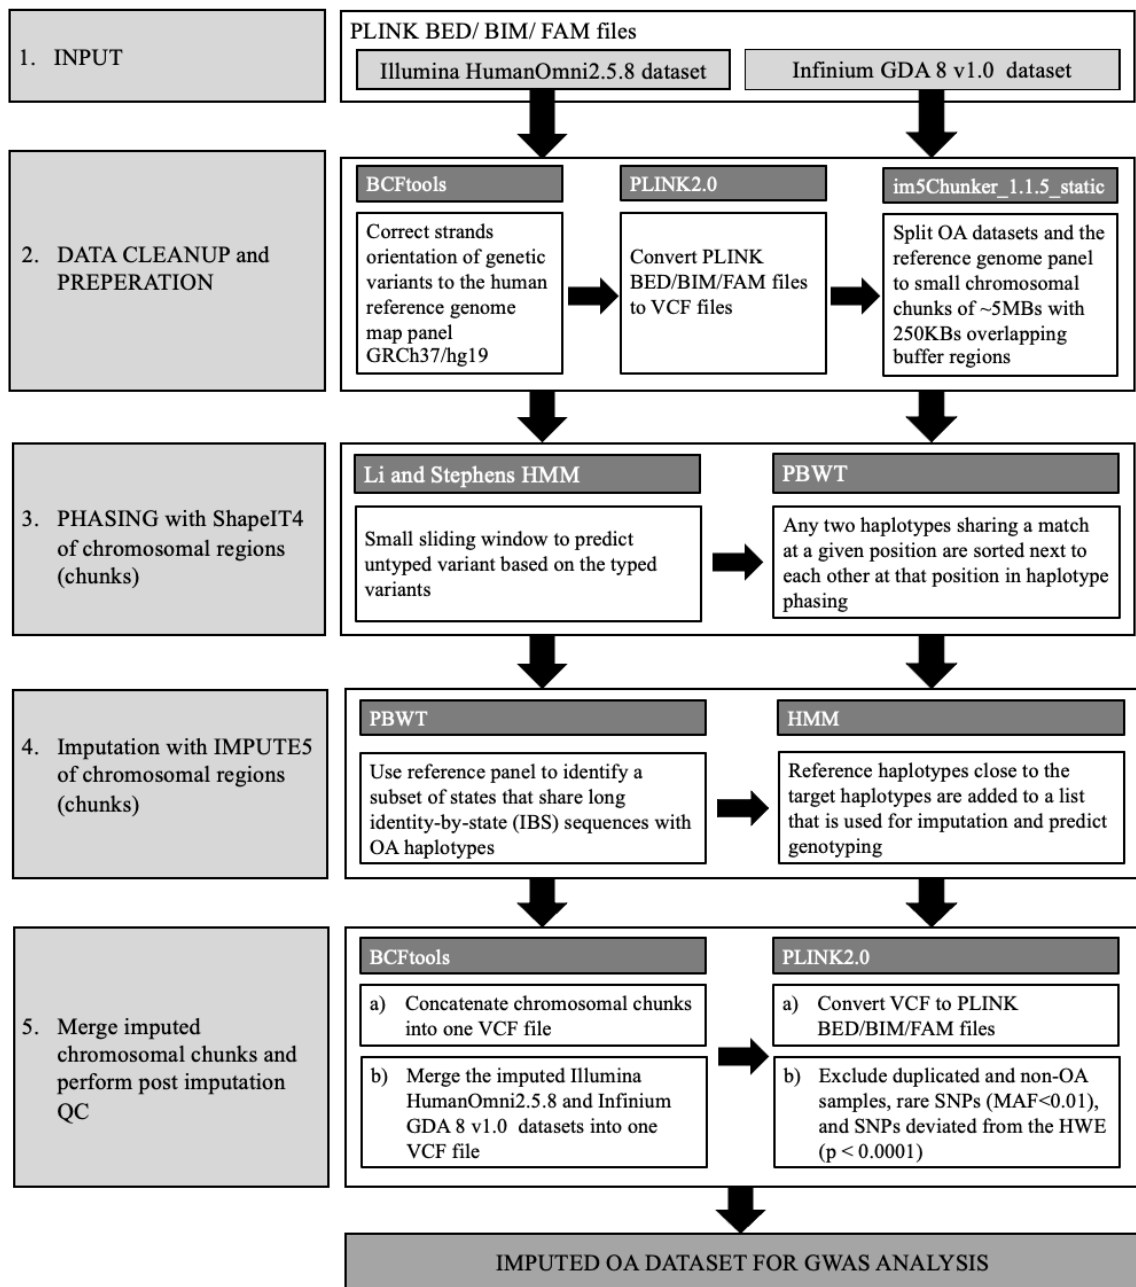 1. INPUT
PLINK BED/ BIM/ FAM files
Illumina HumanOmni2.5.8 dataset
Infinium GDA 8 v1.0 dataset
2. DATA CLEANUP and
PREPERATION
BCFtools
Correct strands
orientation of genetic
variants to the human
reference genome
map panel
GRCh37/hg19
PLINK2.0
Convert PLINK
BED/BIM/FAM files
to VCF files
im5Chunker_1.1.5_static
Split OA datasets and the
reference genome panel
to small chromosomal
chunks of ~5MBs with
250KBs overlapping
buffer regions
3. PHASING with ShapeIT4
of chromosomal regions
(chunks)
Li and Stephens HMM
Small sliding window to predict
untyped variant based on the typed
variants
PBWT
Any two haplotypes sharing a match
at a given position are sorted next to
each other at that position in haplotype
phasing
4. Imputation with IMPUTE5
of chromosomal regions
(chunks)
PBWT
Use reference panel to identify a
subset of states that share long
identity-by-state (IBS) sequences with
OA haplotypes
HMM
Reference haplotypes close to the
target haplotypes are added to a list
that is used for imputation and predict
genotyping
5. Merge imputed
chromosomal chunks and
perform post imputation
QC
BCFtools
a) Concatenate chromosomal chunks
into one VCF file
b) Merge the imputed Illumina
HumanOmni2.5.8 and Infinium
GDA 8 v1.0 datasets into one
VCF file
PLINK2.0
a) Convert VCF to PLINK
BED/BIM/FAM files
b) Exclude duplicated and non-OA
samples, rare SNPs (MAF<0.01),
and SNPs deviated from the HWE
(p < 0.0001)
IMPUTED OA DATASET FOR GWAS ANALYSIS